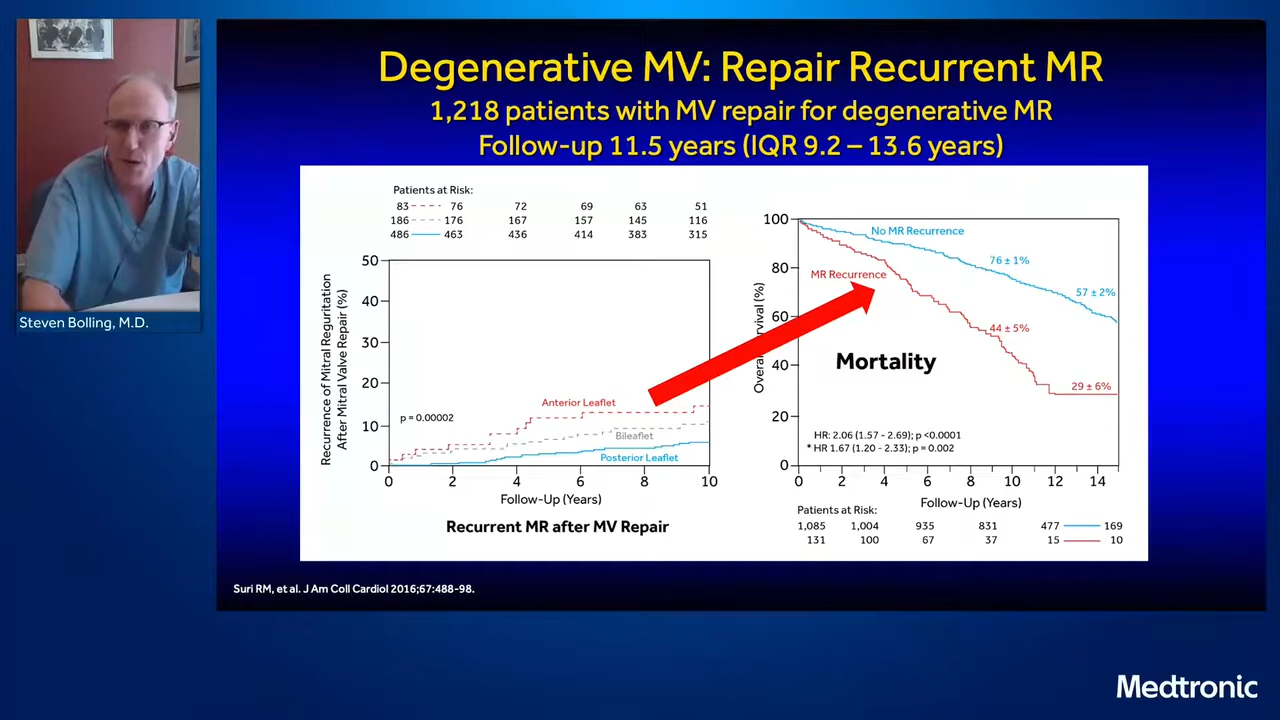 Degenerative MV: Repair Recurrent MR
1,218 patients with MV repair for degenerative MR
Follow-up 11.5 years (IQR 9.2 – 13.6 years)
Steven Bolling, M.D.
Patients at Risk:
83 76 72 69 63 51
186 176 167 157 145 116
486 463 436 414 383 315
Recurrence of Mitral Reguritation
After Mitral Valve Repair (%)
50
40
30
20
10
0
p = 0.00002
Anterior Leaflet
Bileaflet
Posterior Leaflet
0 2 4 6 8 10
Follow-Up (Years)
Recurrent MR after MV Repair
100
80
60
40
20
0
No MR Recurrence
76 ± 1%
MR Recurrence
57 ± 2%
44 ± 5%
Mortality
29 ± 6%
HR: 2.06 (1.57 - 2.69); p <0.0001
* HR 1.67 (1.20 - 2.33); p = 0.002
0 2 4 6 8 10 12 14
Follow-Up (Years)
Patients at Risk:
1,085 1,004 935 831 477 169
131 100 67 37 15 10
Suri RM, et al. J Am Coll Cardiol 2016;67:488-98.
Medtronic